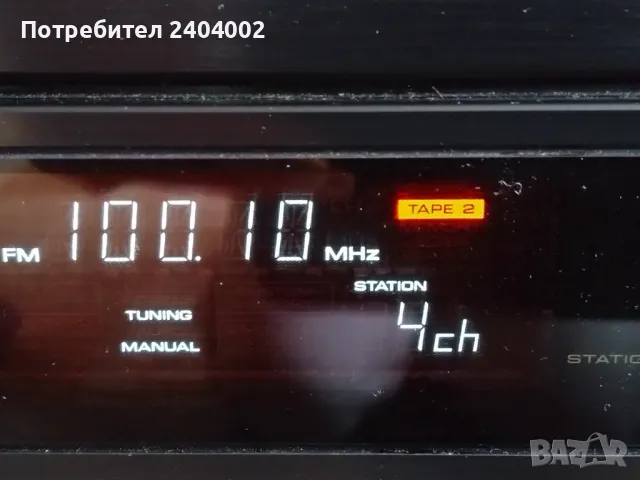 Потребител 2404002
FM 100.10 MHz
TAPE 2
STATION
4ch
TUNING
MANUAL
STATIO
BAZAR